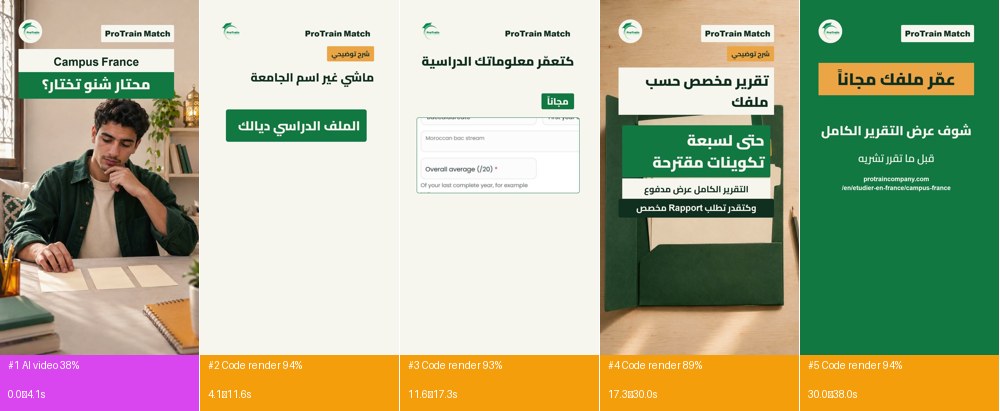 ProTrain
ProTrain Match
Campus France
محتار شنو تختار؟
#1 AI video 38%
0.0 4.1s
ProTrain
ProTrain Match
شرح توضيحي
ماشي غير اسم الجامعة
الملف الدراسي ديالك
#2 Code render 94%
4.1 11.6s
ProTrain
ProTrain Match
كتعمّر معلوماتك الدراسية
مجاناً
Moroccan bac stream
Overall average (/20) *
Of your last complete year, for example
#3 Code render 93%
11.6 17.3s
ProTrain
ProTrain Match
شرح توضيحي
تقرير مخصص حسب
ملفك
حتى لسبعة
تكوينات مقترحة
التقرير الكامل عرض مدفوع
وكتقدر تطلب Rapport مخصص
#4 Code render 89%
17.3 30.0s
ProTrain
ProTrain Match
عمّر ملفك مجاناً
شوف عرض التقرير الكامل
قبل ما تقرر تشريه
protraincompany.com
/en/etudier-en-france/campus-france
#5 Code render 94%
30.0 38.0s